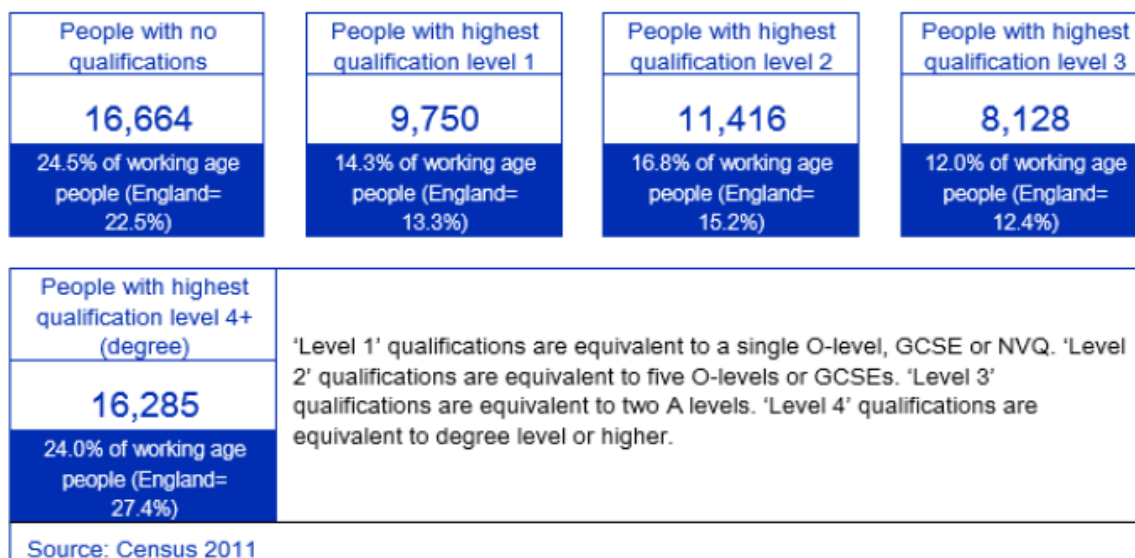 People with no
qualifications
16,664
24.5% of working age
people (England=
22.5%)
People with highest
qualification level 1
9,750
14.3% of working age
people (England=
13.3%)
People with highest
qualification level 2
11,416
16.8% of working age
people (England=
15.2%)
People with highest
qualification level 3
8,128
12.0% of working age
people (England=
12.4%)
People with highest
qualification level 4+
(degree)
16,285
24.0% of working age
people (England=
27.4%)
‘Level 1’ qualifications are equivalent to a single O-level, GCSE or NVQ. ‘Level
2’ qualifications are equivalent to five O-levels or GCSEs. ‘Level 3’
qualifications are equivalent to two A levels. ‘Level 4’ qualifications are
equivalent to degree level or higher.
Source: Census 2011